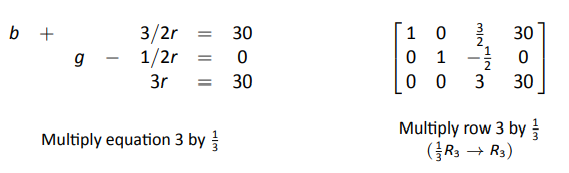 b + 3/2r = 30
g − 1/2r = 0
3r = 30
Multiply equation 3 by 1/3
[1 0 3/2 30
0 1 −1/2 0
0 0 3 30]
Multiply row 3 by 1/3
(1/3R₃ → R₃)